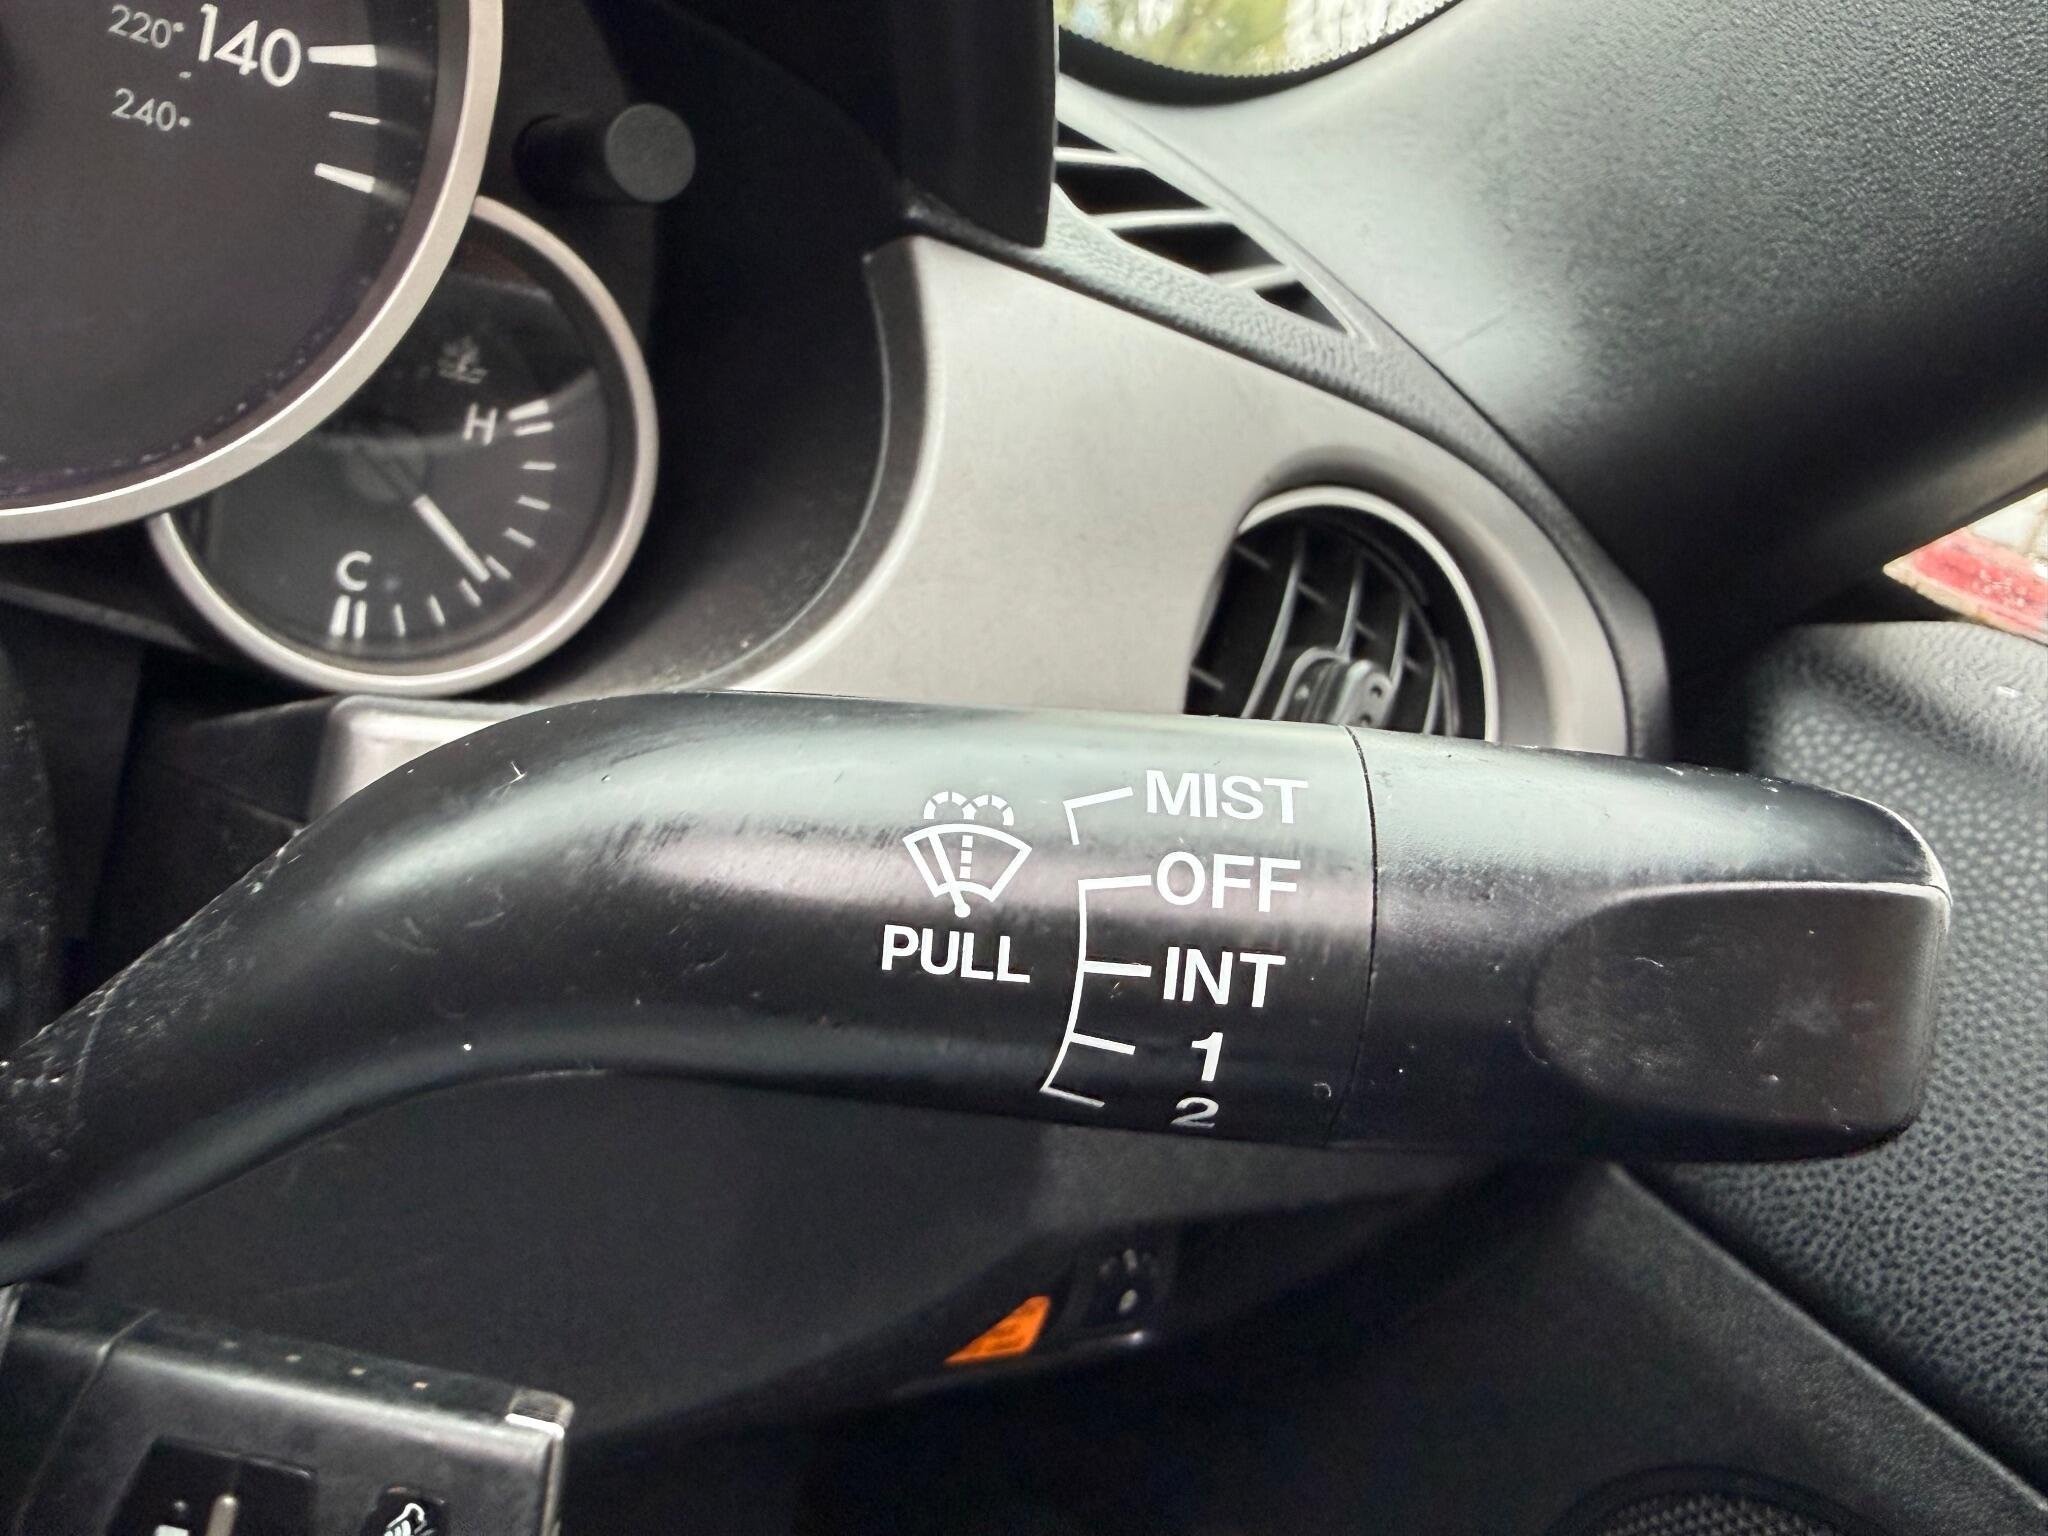 220 140
240
H
C
MIST
OFF
PULL INT
1
2